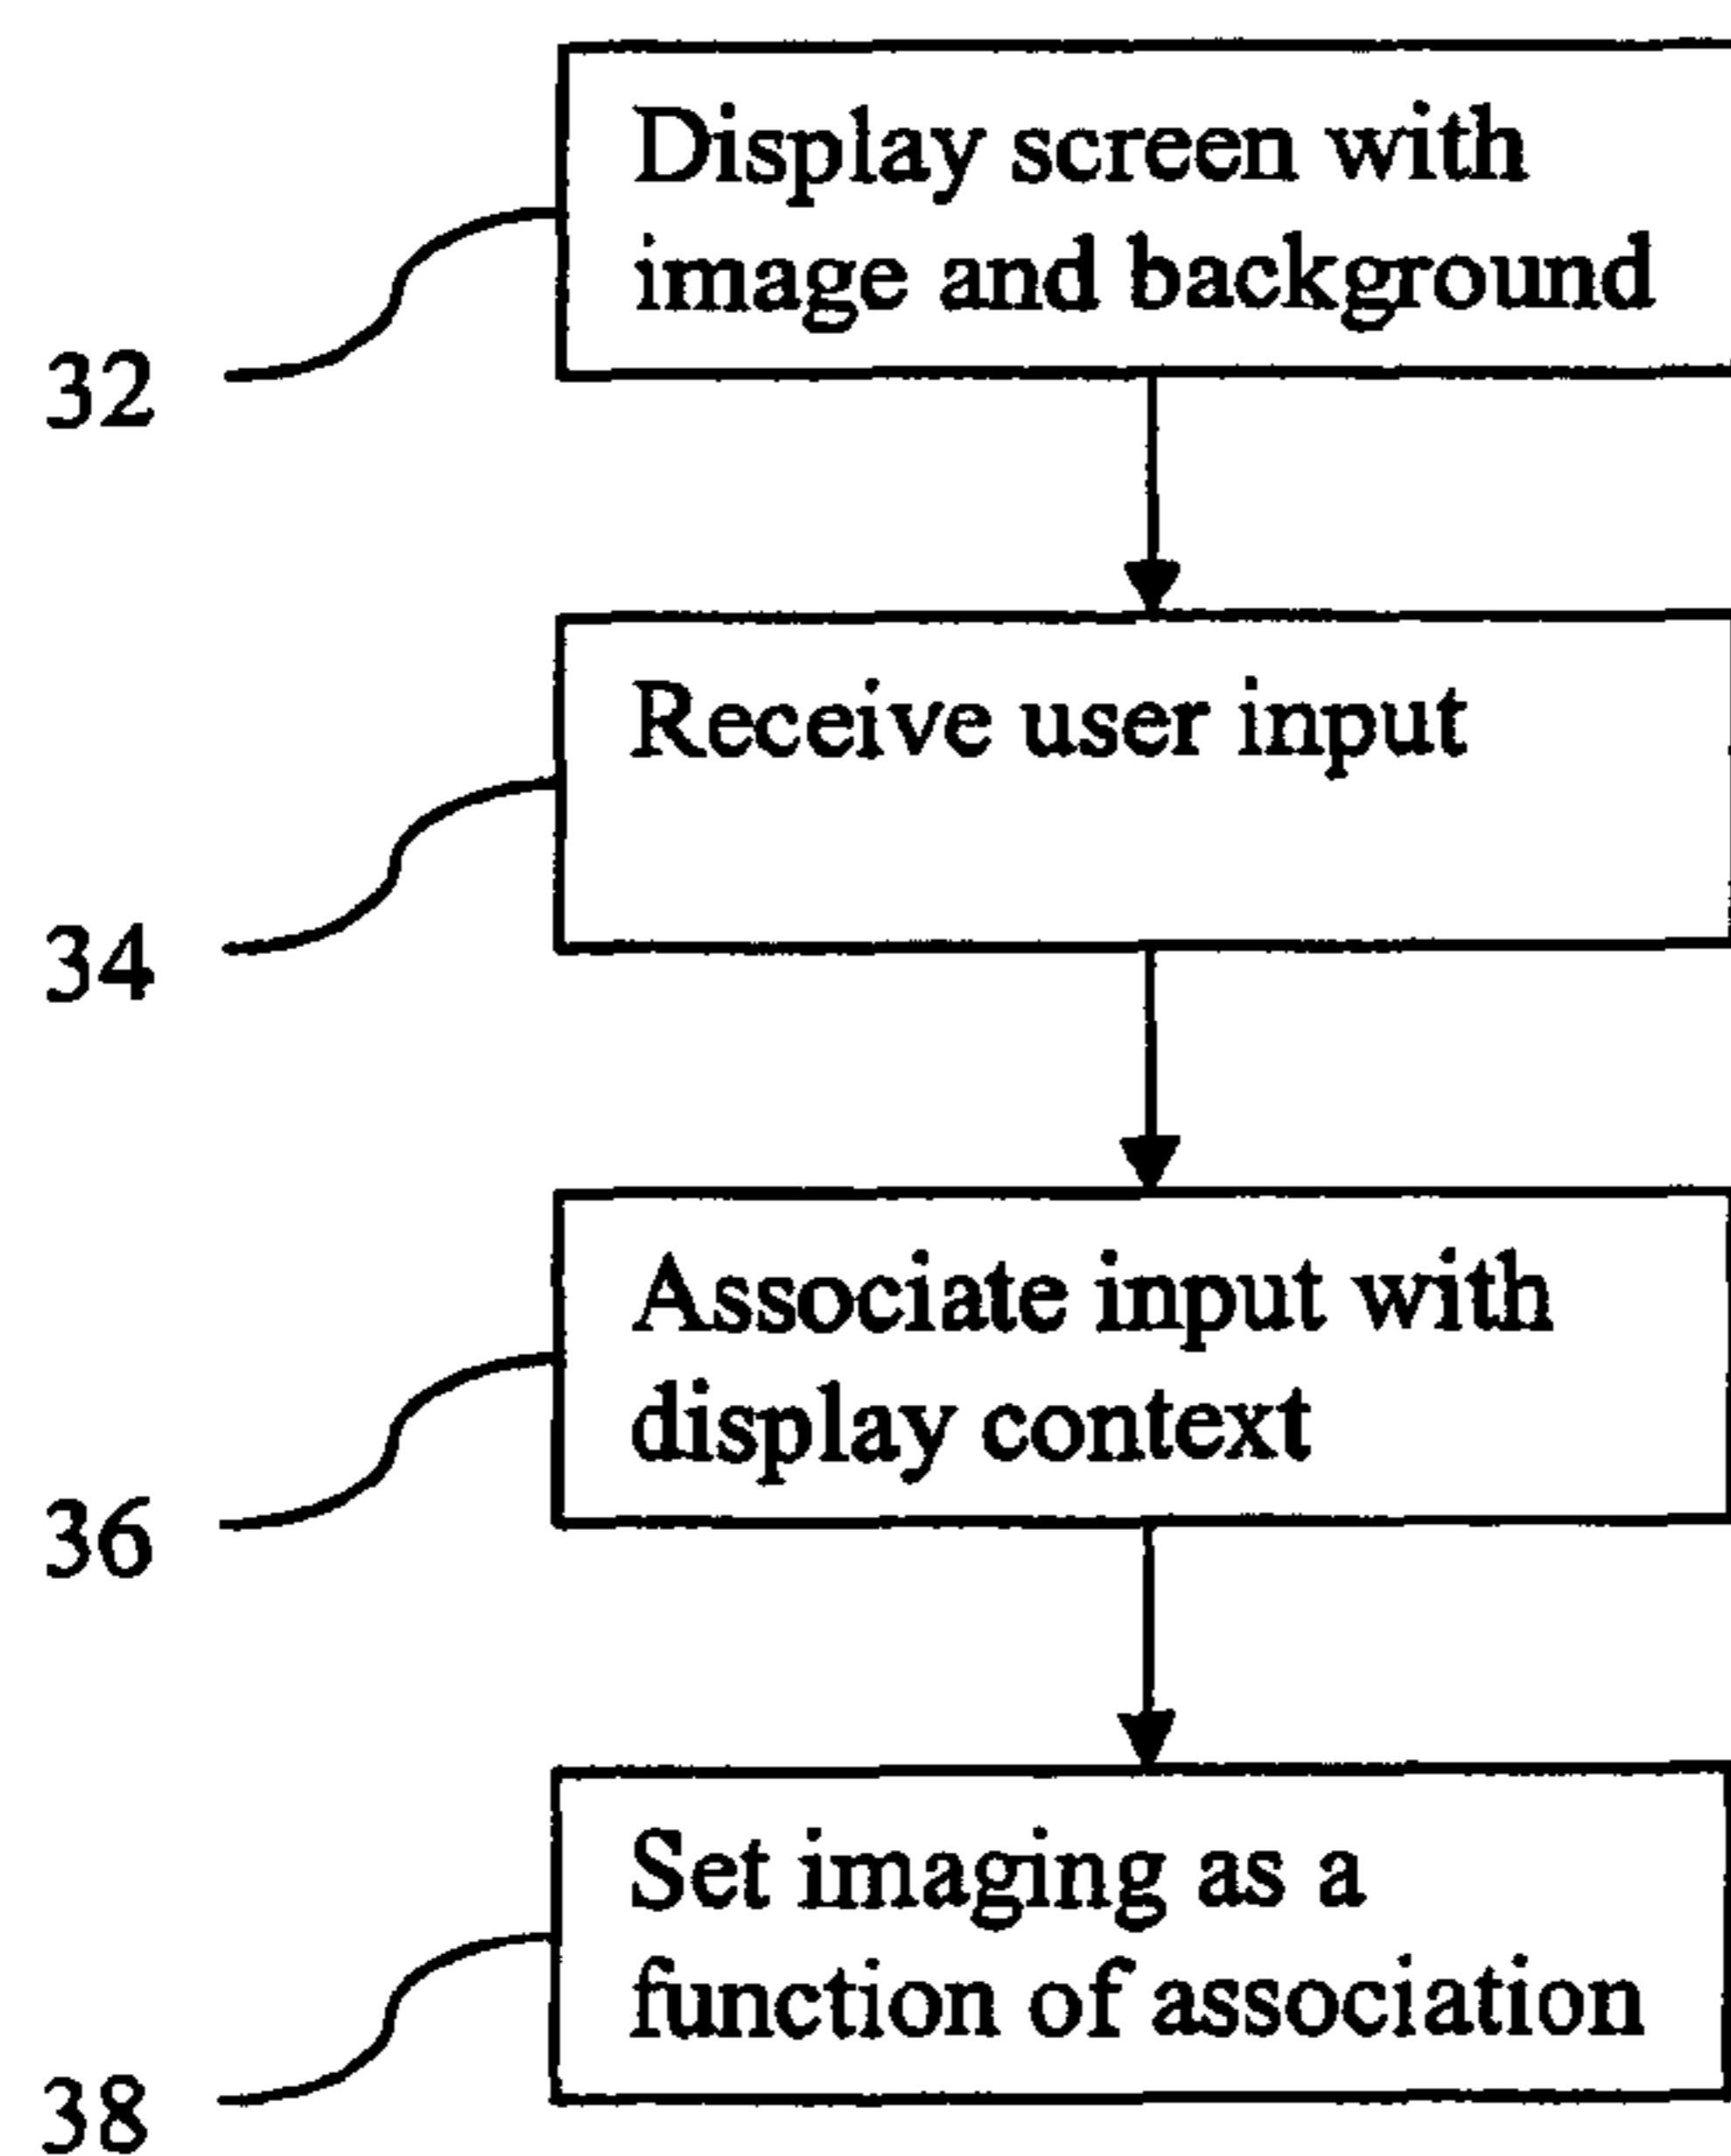 Display screen with
image and background
32
Receive user input
34
Associate input with
display context
36
Set imaging as a
function of association
38